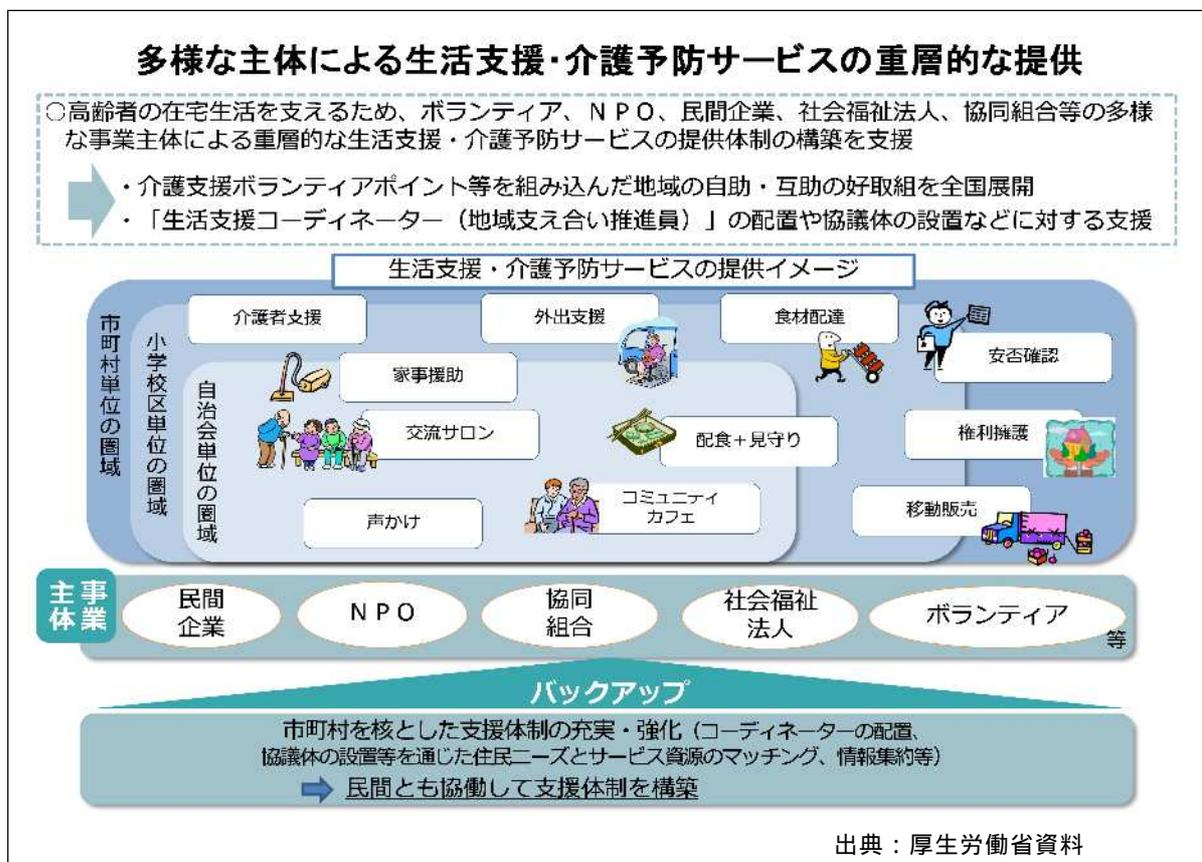 多様な主体による生活支援・介護予防サービスの重層的な提供
○高齢者の在宅生活を支えるため、ボランティア、ＮＰＯ、民間企業、社会福祉法人、協同組合等の多様
な事業主体による重層的な生活支援・介護予防サービスの提供体制の構築を支援
・介護支援ボランティアポイント等を組み込んだ地域の自助・互助の好取組を全国展開
・「生活支援コーディネーター（地域支え合い推進員）」の配置や協議体の設置などに対する支援
生活支援・介護予防サービスの提供イメージ
市町村単位の圏域
小学校区単位の圏域
自治会単位の圏域
介護者支援
外出支援
食材配達
安否確認
家事援助
交流サロン
配食＋見守り
権利擁護
声かけ
コミュニティ
カフェ
移動販売
事業
主体
民間
企業
ＮＰＯ
協同
組合
社会福祉
法人
ボランティア
等
バックアップ
市町村を核とした支援体制の充実・強化（コーディネーターの配置、
協議体の設置等を通じた住民ニーズとサービス資源のマッチング、情報集約等）
民間とも協働して支援体制を構築
出典：厚生労働省資料